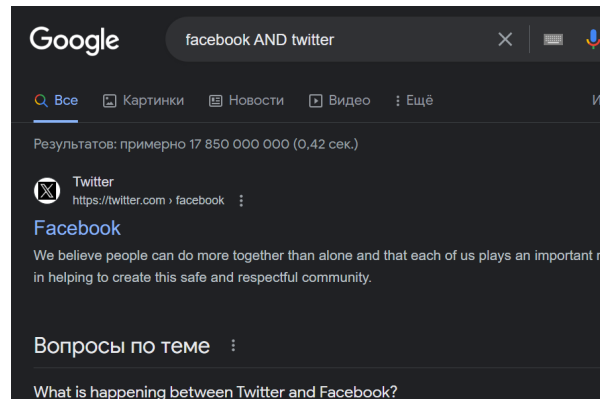 Google
facebook AND twitter
Все Картинки Новости Видео Ещё
Результатов: примерно 17 850 000 000 (0,42 сек.)
Twitter
https://twitter.com › facebook
Facebook
We believe people can do more together than alone and that each of us plays an important
in helping to create this safe and respectful community.
Вопросы по теме
What is happening between Twitter and Facebook?